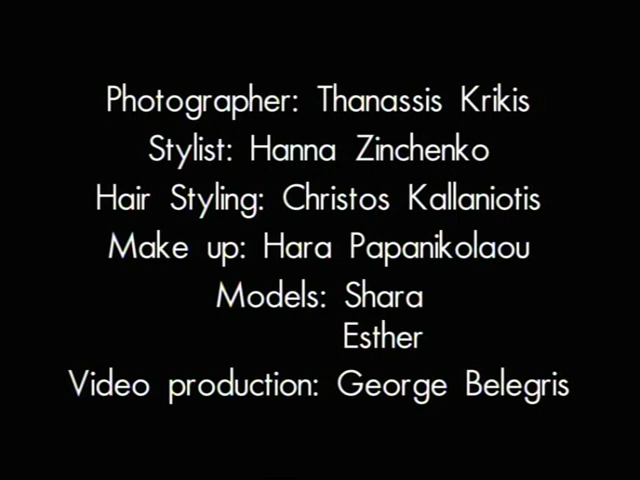 Photographer: Thanassis Krikis
Stylist: Hanna Zinchenko
Hair Styling: Christos Kallaniotis
Make up: Hara Papanikolaou
Models: Shara
Esther
Video production: George Belegris